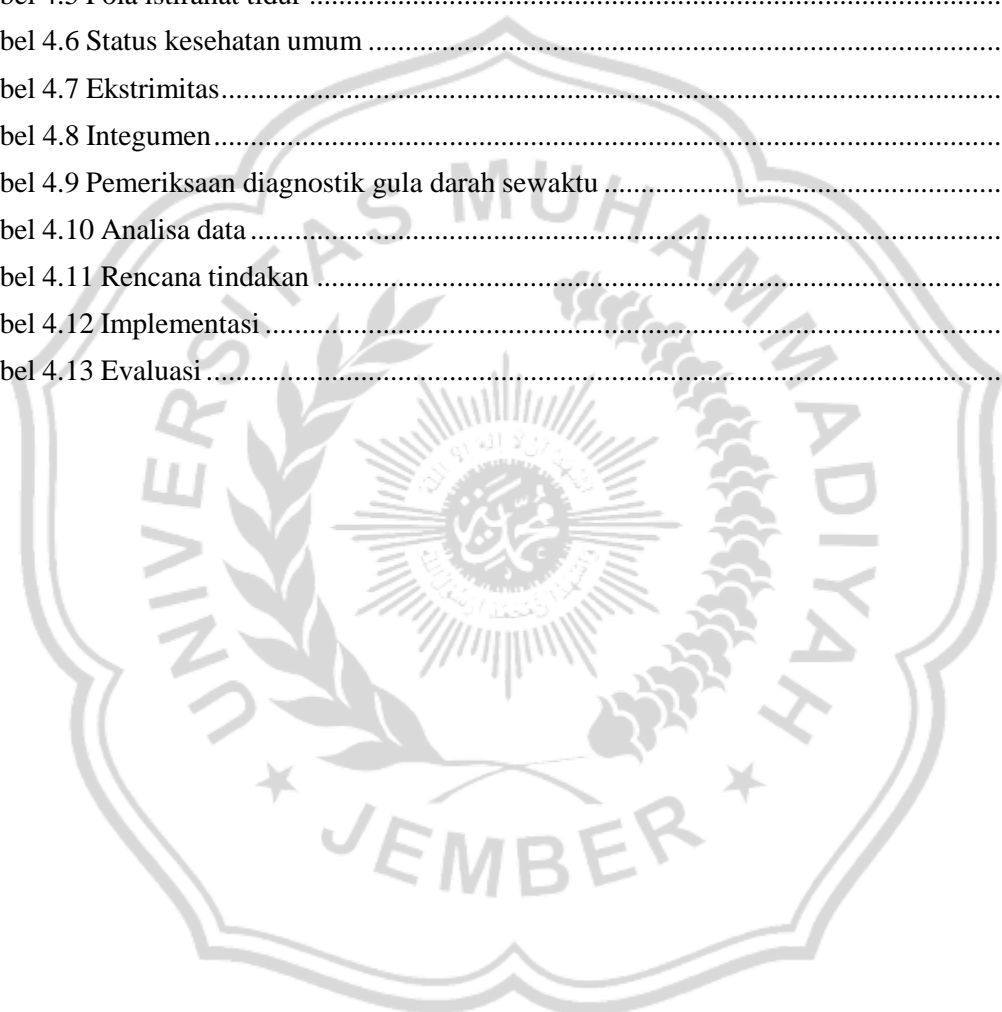 bel 4.5 Pola istirahat tidur
bel 4.6 Status kesehatan umum
bel 4.7 Ekstrimitas
bel 4.8 Integumen
bel 4.9 Pemeriksaan diagnostik gula darah sewaktu
bel 4.10 Analisa data
bel 4.11 Rencana tindakan
bel 4.12 Implementasi
bel 4.13 Evaluasi
UNIVERSITAS MUHAMMADIYAH
JEMBER